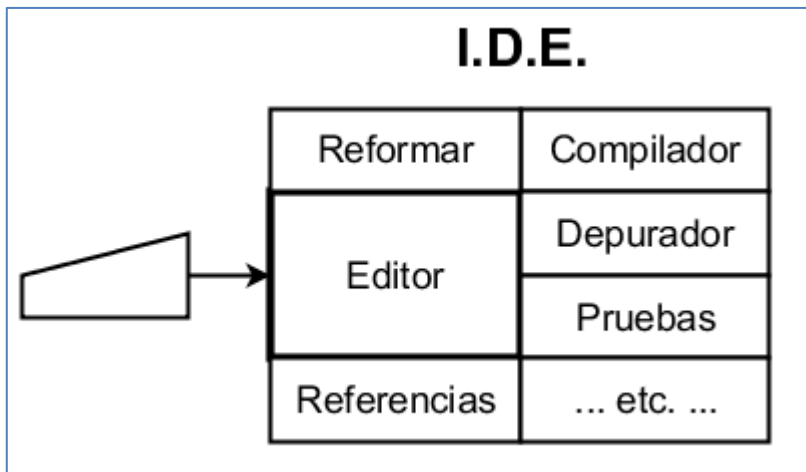 I.D.E.
Reformar
Compilador
Editor
Depurador
Pruebas
Referencias
... etc. ...